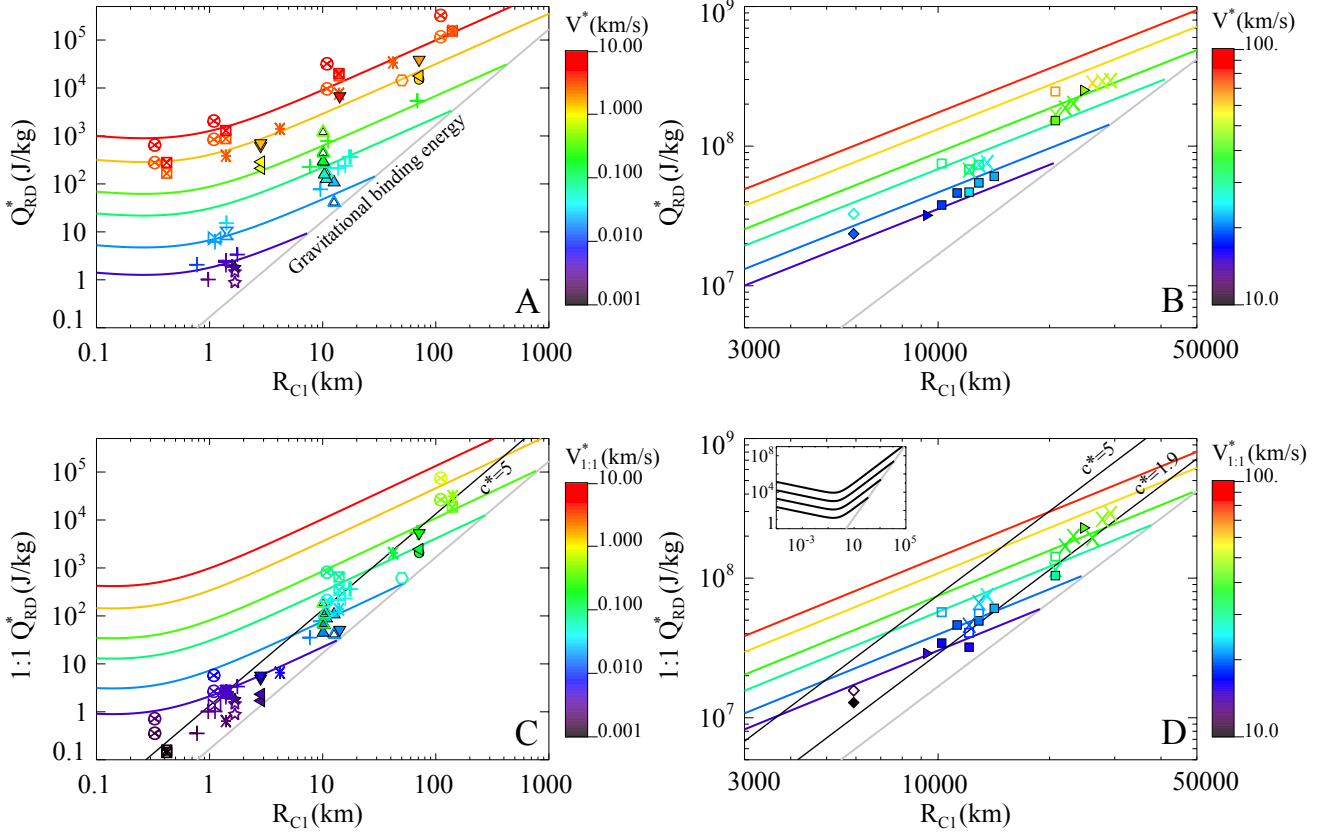 10^5
10^4
10^3
10^2
10
1
0.1
Q*RD (J/kg)
0.1 1 10 100 1000
R_C1(km)
Gravitational binding energy
A
V*(km/s)
10.00
1.000
0.100
0.010
0.001
10^9
10^8
10^7
Q*RD (J/kg)
3000 10000 50000
R_C1(km)
B
V*(km/s)
100.
10.0
10^5
10^4
10^3
10^2
10
1
0.1
1:1 Q*RD (J/kg)
0.1 1 10 100 1000
R_C1(km)
c*=5
C
V*1:1(km/s)
10.00
1.000
0.100
0.010
0.001
10^9
10^8
10^7
1:1 Q*RD (J/kg)
3000 10000 50000
R_C1(km)
10^8
10^4
1
10^-3 10 10^5
c*=5
c*=1.9
D
V*1:1(km/s)
100.
10.0